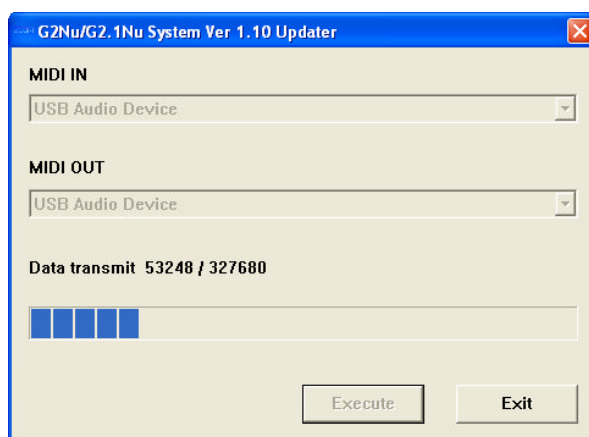 G2Nu/G2.1Nu System Ver 1.10 Updater
MIDI IN
USB Audio Device
MIDI OUT
USB Audio Device
Data transmit 53248 / 327680
Execute
Exit